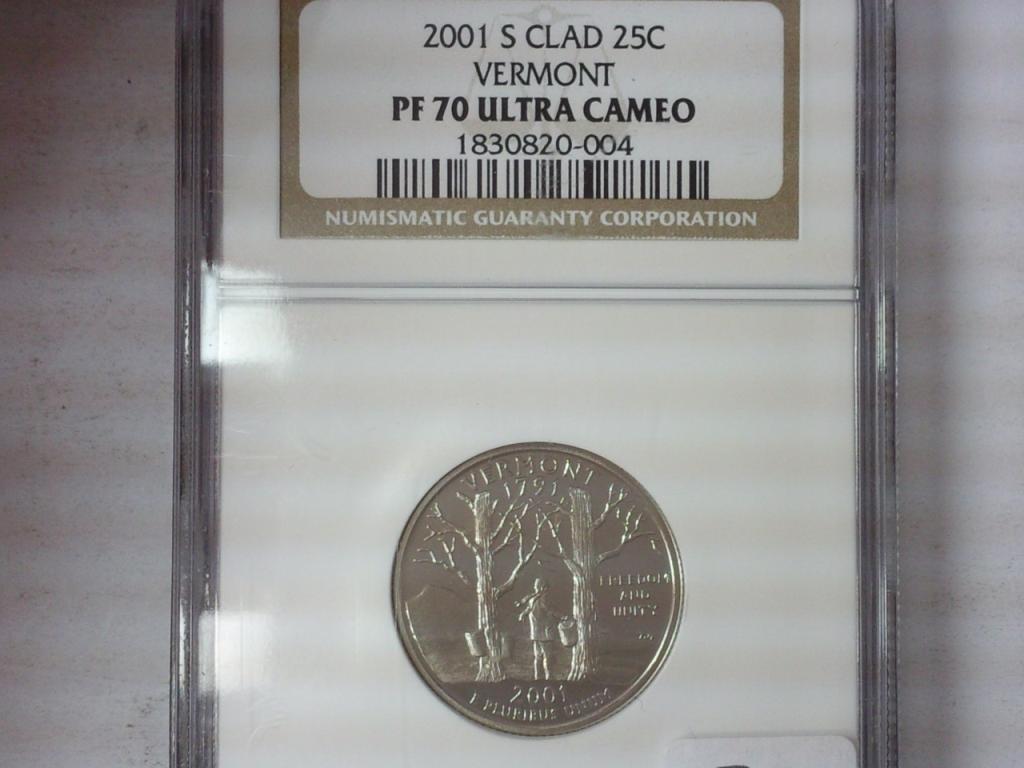 2001 S CLAD 25C
VERMONT
PF 70 ULTRA CAMEO
1830820-004
NUMISMATIC GUARANTY CORPORATION
VERMONT
1791
FREEDOM
AND
UNITY
2001
E PLURIBUS UNUM